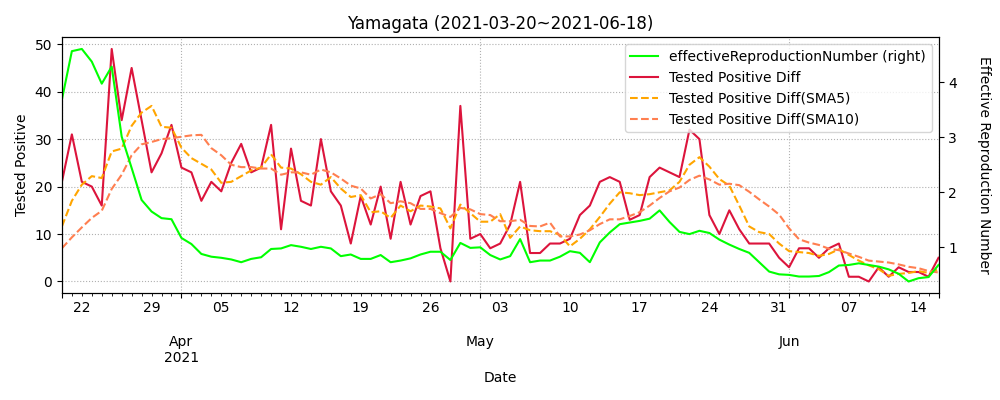 Yamagata (2021-03-20~2021-06-18)
effectiveReproductionNumber (right)
Tested Positive Diff
Tested Positive Diff(SMA5)
Tested Positive Diff(SMA10)
Tested Positive
50
40
30
20
10
0
4
3
2
1
Effective Reproduction Number
22 29 05 12 19 26 03 10 17 24 31 07 14
Apr May Jun
2021
Date